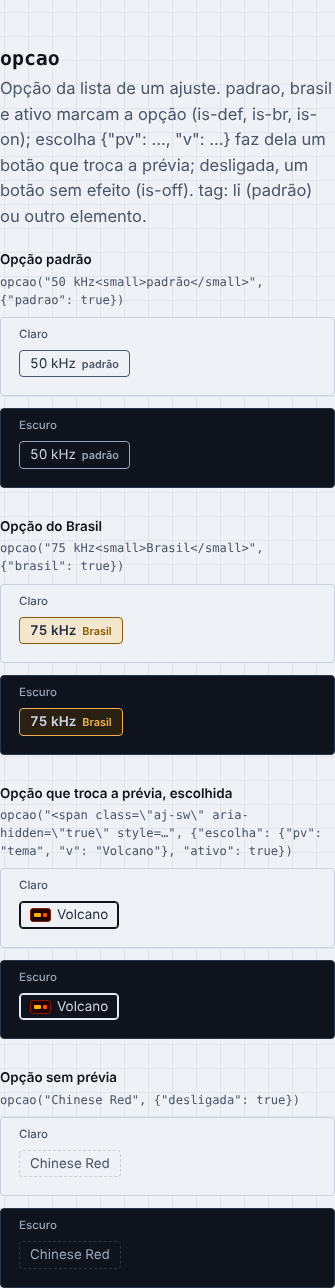 opcao
Opção da lista de um ajuste. padrao, brasil
e ativo marcam a opção (is-def, is-br, is-
on); escolha {"pv": …, "v": …} faz dela um
botão que troca a prévia; desligada, um
botão sem efeito (is-off). tag: li (padrão)
ou outro elemento.
Opção padrão
opcao("50 kHz<small>padrão</small>",
{"padrao": true})
Claro
50 kHz padrão
Escuro
50 kHz padrão
Opção do Brasil
opcao("75 kHz<small>Brasil</small>",
{"brasil": true})
Claro
75 kHz Brasil
Escuro
75 kHz Brasil
Opção que troca a prévia, escolhida
opcao("<span class=\"aj-sw\" aria-
hidden=\"true\" style=…", {"escolha": {"pv":
"tema", "v": "Volcano"}, "ativo": true})
Claro
Volcano
Escuro
Volcano
Opção sem prévia
opcao("Chinese Red", {"desligada": true})
Claro
Chinese Red
Escuro
Chinese Red